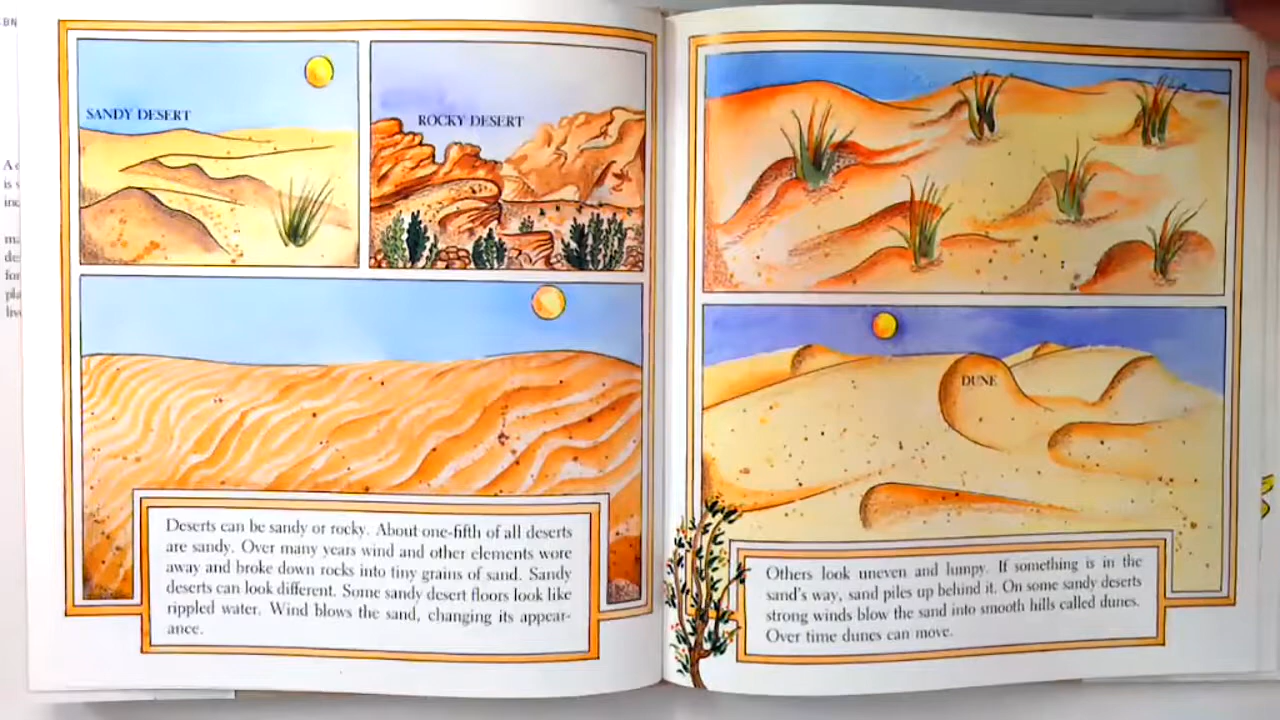 SANDY DESERT
ROCKY DESERT
Deserts can be sandy or rocky. About one-fifth of all deserts
are sandy. Over many years wind and other elements wore
away and broke down rocks into tiny grains of sand. Sandy
deserts can look different. Some sandy desert floors look like
rippled water. Wind blows the sand, changing its appear-
ance.
DUNE
Others look uneven and lumpy. If something is in the
sand's way, sand piles up behind it. On some sandy deserts
strong winds blow the sand into smooth hills called dunes.
Over time dunes can move.